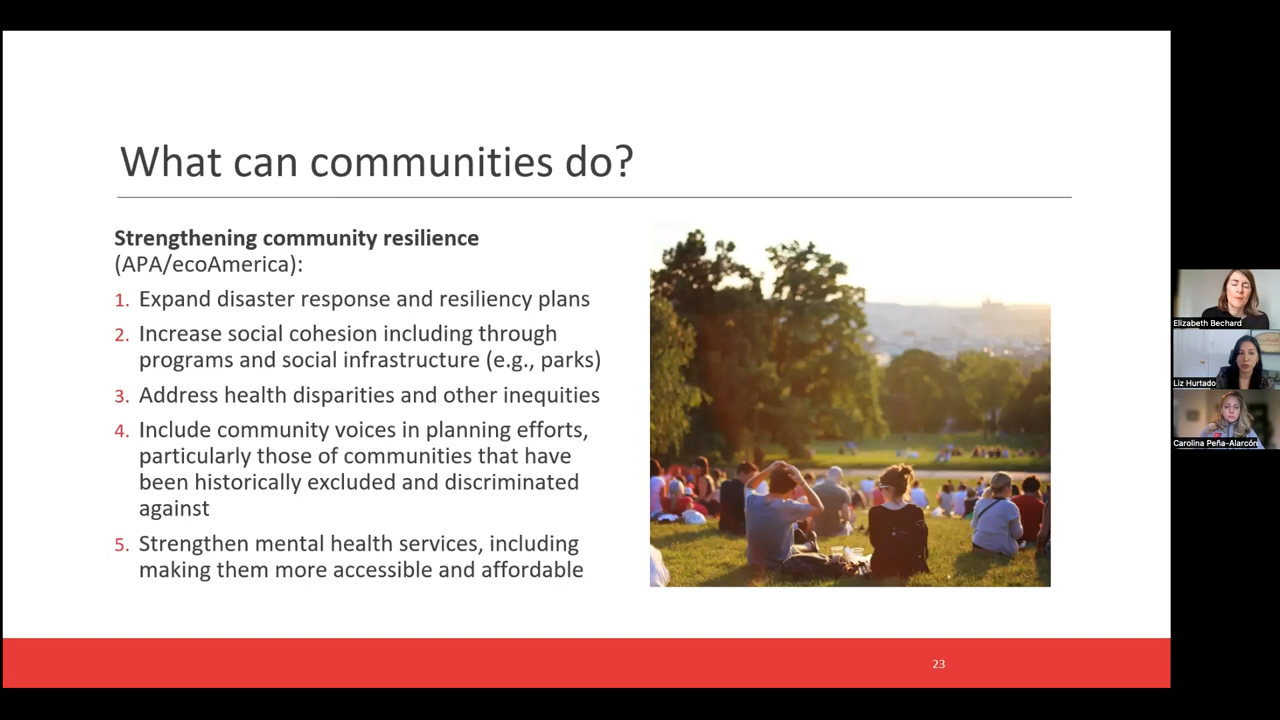 What can communities do?
Strengthening community resilience
(APA/ecoAmerica):
1. Expand disaster response and resiliency plans
2. Increase social cohesion including through
programs and social infrastructure (e.g., parks)
3. Address health disparities and other inequities
4. Include community voices in planning efforts,
particularly those of communities that have
been historically excluded and discriminated
against
5. Strengthen mental health services, including
making them more accessible and affordable
23
Elizabeth Bechard
Liz Hurtado
Carolina Peña-Alarcón